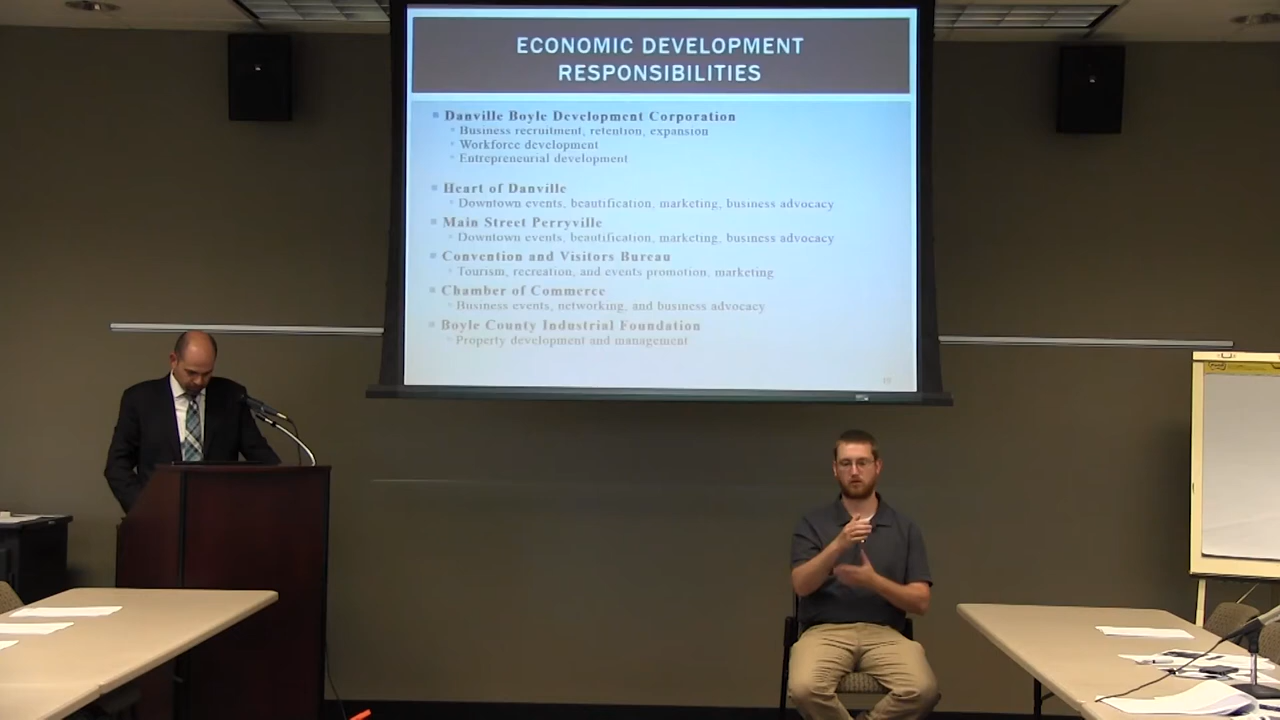 ECONOMIC DEVELOPMENT
RESPONSIBILITIES
Danville Boyle Development Corporation
Business recruitment, retention, expansion
Workforce development
Entrepreneurial development
Heart of Danville
Downtown events, beautification, marketing, business advocacy
Main Street Perryville
Downtown events, beautification, marketing, business advocacy
Convention and Visitors Bureau
Tourism, recreation, and events promotion, marketing
Chamber of Commerce
Business events, networking, and business advocacy
Boyle County Industrial Foundation
Property development and management